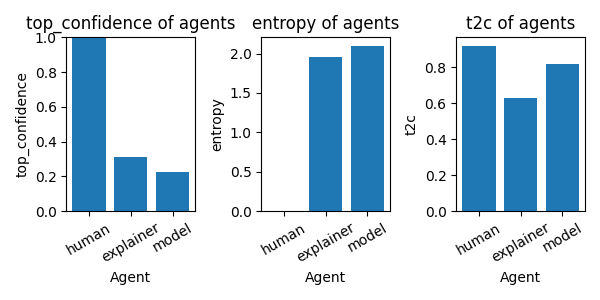 top_confidence of agents
top_confidence
1.0
0.8
0.6
0.4
0.2
0.0
human
explainer
model
Agent
entropy of agents
entropy
2.0
1.5
1.0
0.5
0.0
human
explainer
model
Agent
t2c of agents
t2c
0.8
0.6
0.4
0.2
0.0
human
explainer
model
Agent